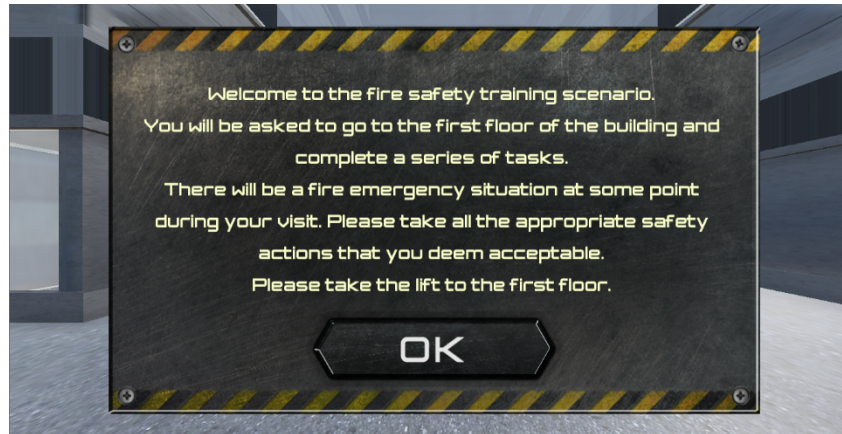 Welcome to the fire safety training scenario.
You will be asked to go to the first floor of the building and
complete a series of tasks.
There will be a fire emergency situation at some point
during your visit. Please take all the appropriate safety
actions that you deem acceptable.
Please take the lift to the first floor.
OK